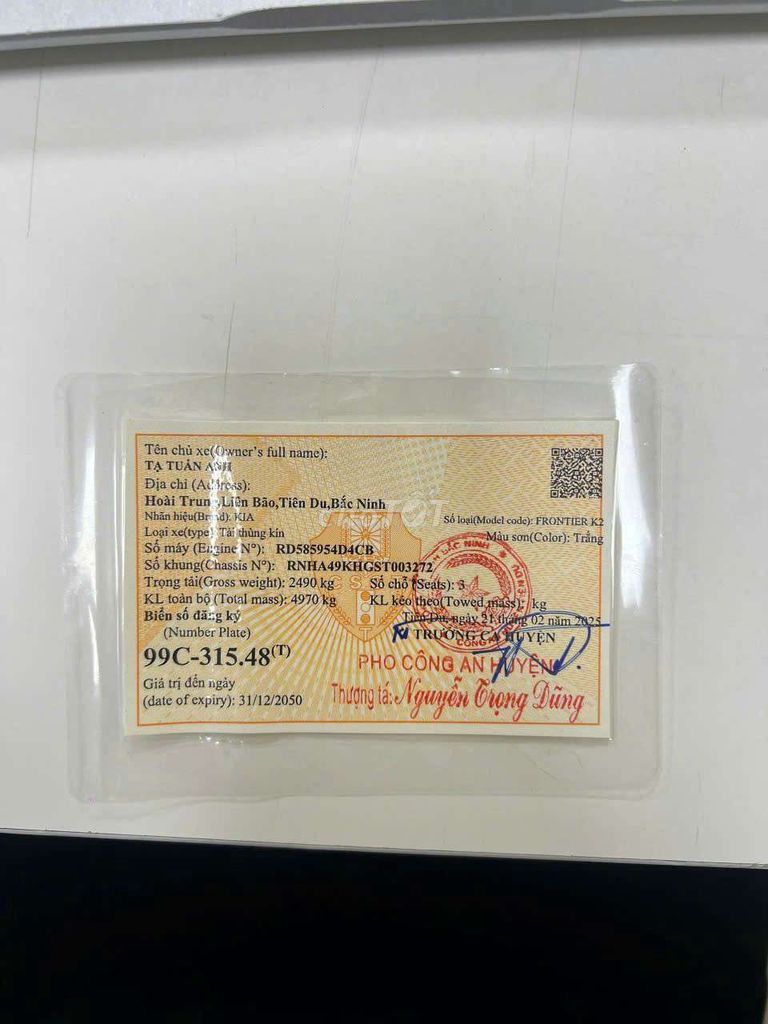 Tên chủ xe(Owner's full name):
TẠ TUẤN ANH
Địa chỉ (Address):
Hoài Trung,Liên Bão,Tiên Du,Bắc Ninh
Nhãn hiệu(Brand): KIA Số loại(Model code): FRONTIER K2
Loại xe(type): Tải thùng kín Màu sơn(Color): Trắng
Số máy (Engine N°): RD585954D4CB
Số khung(Chassis N°): RNHA49KHGST003272
Trọng tải(Gross weight): 2490 kg Số chỗ (Seats): 3
KL toàn bộ (Total mass): 4970 kg KL kéo theo(Towed mass): kg
Biển số đăng ký Tiên Du, ngày 21 tháng 02 năm 2025
(Number Plate) TRƯỞNG CA HUYỆN
99C-315.48(T) PHÓ CÔNG AN HUYỆN
Giá trị đến ngày
(date of expiry): 31/12/2050 Thượng tá: Nguyễn Trọng Dũng
BẮC NINH